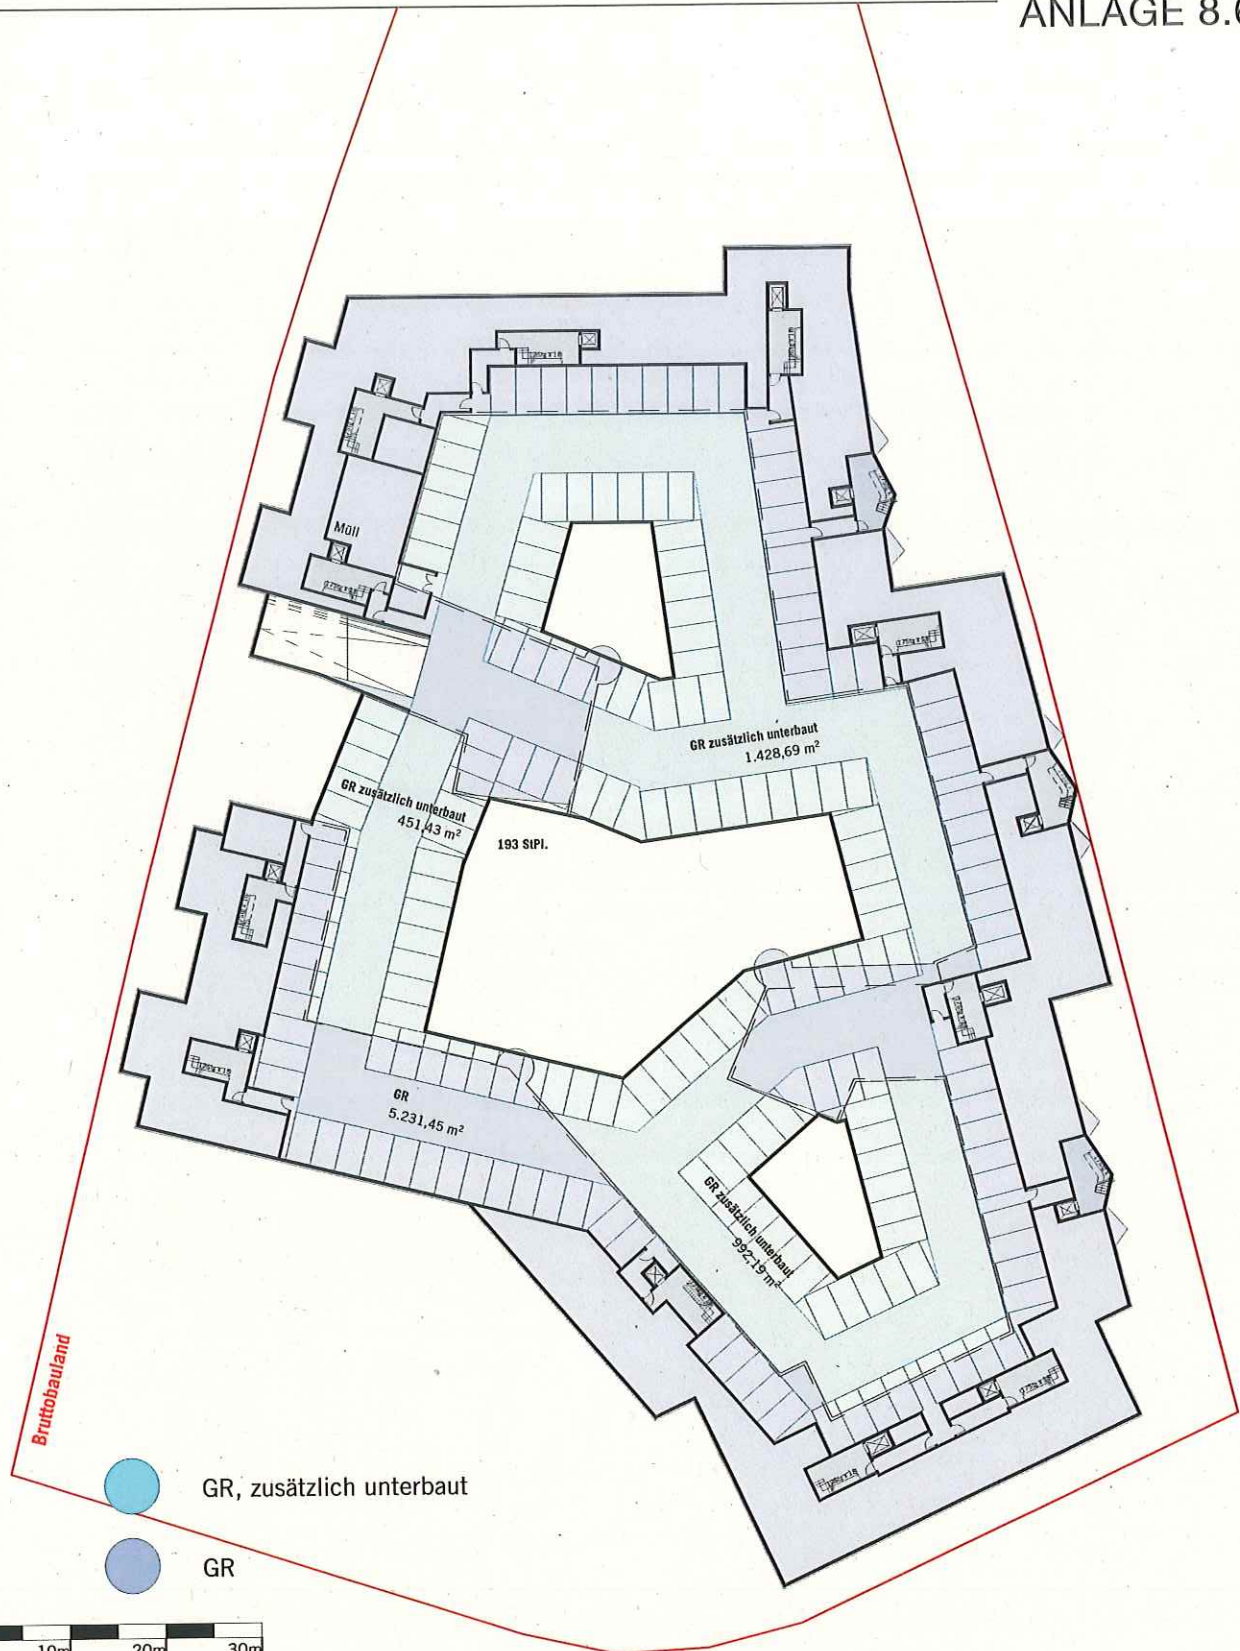 ANLAGE 8.6
Müll
GR zusätzlich unterbaut
1.428,69 m²
GR zusätzlich unterbaut
451,43 m²
193 StPl.
GR
5.231,45 m²
GR zusätzlich unterbaut
992,19 m²
Bruttobauland
GR, zusätzlich unterbaut
GR
10m
20m
30m